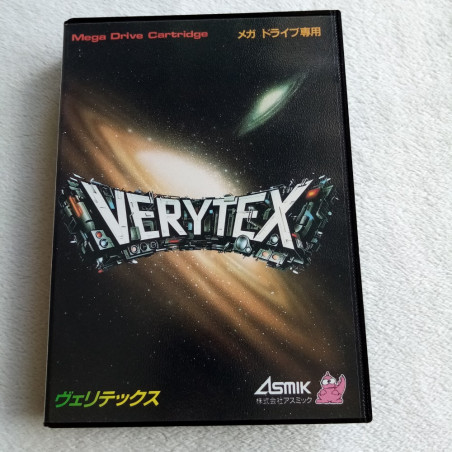 Mega Drive Cartridge
メガ ドライブ専用
VERYTEX
ヴェリテックス
ASMIK
株式会社アスミック